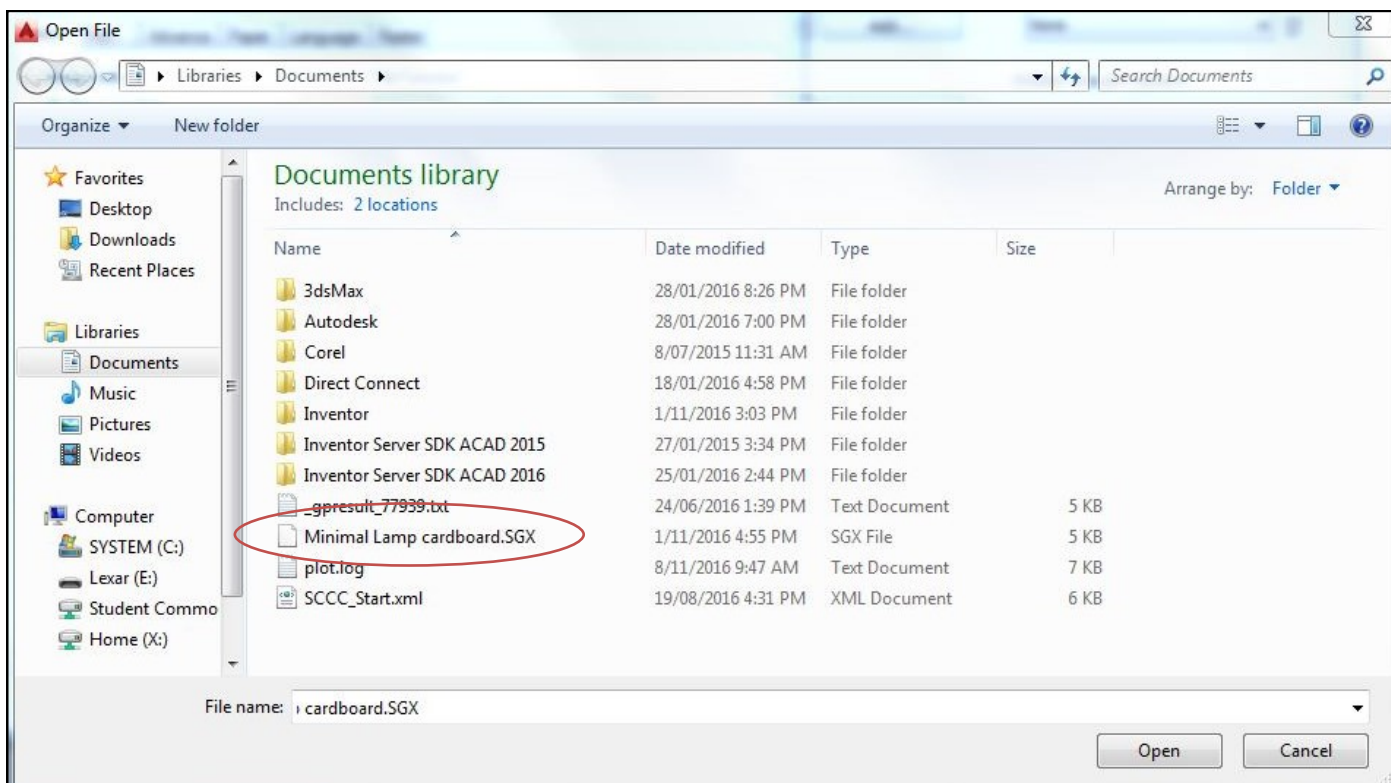 Open File
Libraries Documents
Search Documents
Organize New folder
Favorites
Desktop
Downloads
Recent Places
Libraries
Documents
Music
Pictures
Videos
Computer
SYSTEM (C:)
Lexar (E:)
Student Commo
Home (X:)
Documents library
Includes: 2 locations
Arrange by: Folder
Name Date modified Type Size
3dsMax 28/01/2016 8:26 PM File folder
Autodesk 28/01/2016 7:00 PM File folder
Corel 8/07/2015 11:31 AM File folder
Direct Connect 18/01/2016 4:58 PM File folder
Inventor 1/11/2016 3:03 PM File folder
Inventor Server SDK ACAD 2015 27/01/2015 3:34 PM File folder
Inventor Server SDK ACAD 2016 25/01/2016 2:44 PM File folder
_gpresult_77939.txt 24/06/2016 1:39 PM Text Document 5 KB
Minimal Lamp cardboard.SGX 1/11/2016 4:55 PM SGX File 5 KB
plot.log 8/11/2016 9:47 AM Text Document 7 KB
SCCC_Start.xml 19/08/2016 4:31 PM XML Document 6 KB
File name: cardboard.SGX
Open Cancel